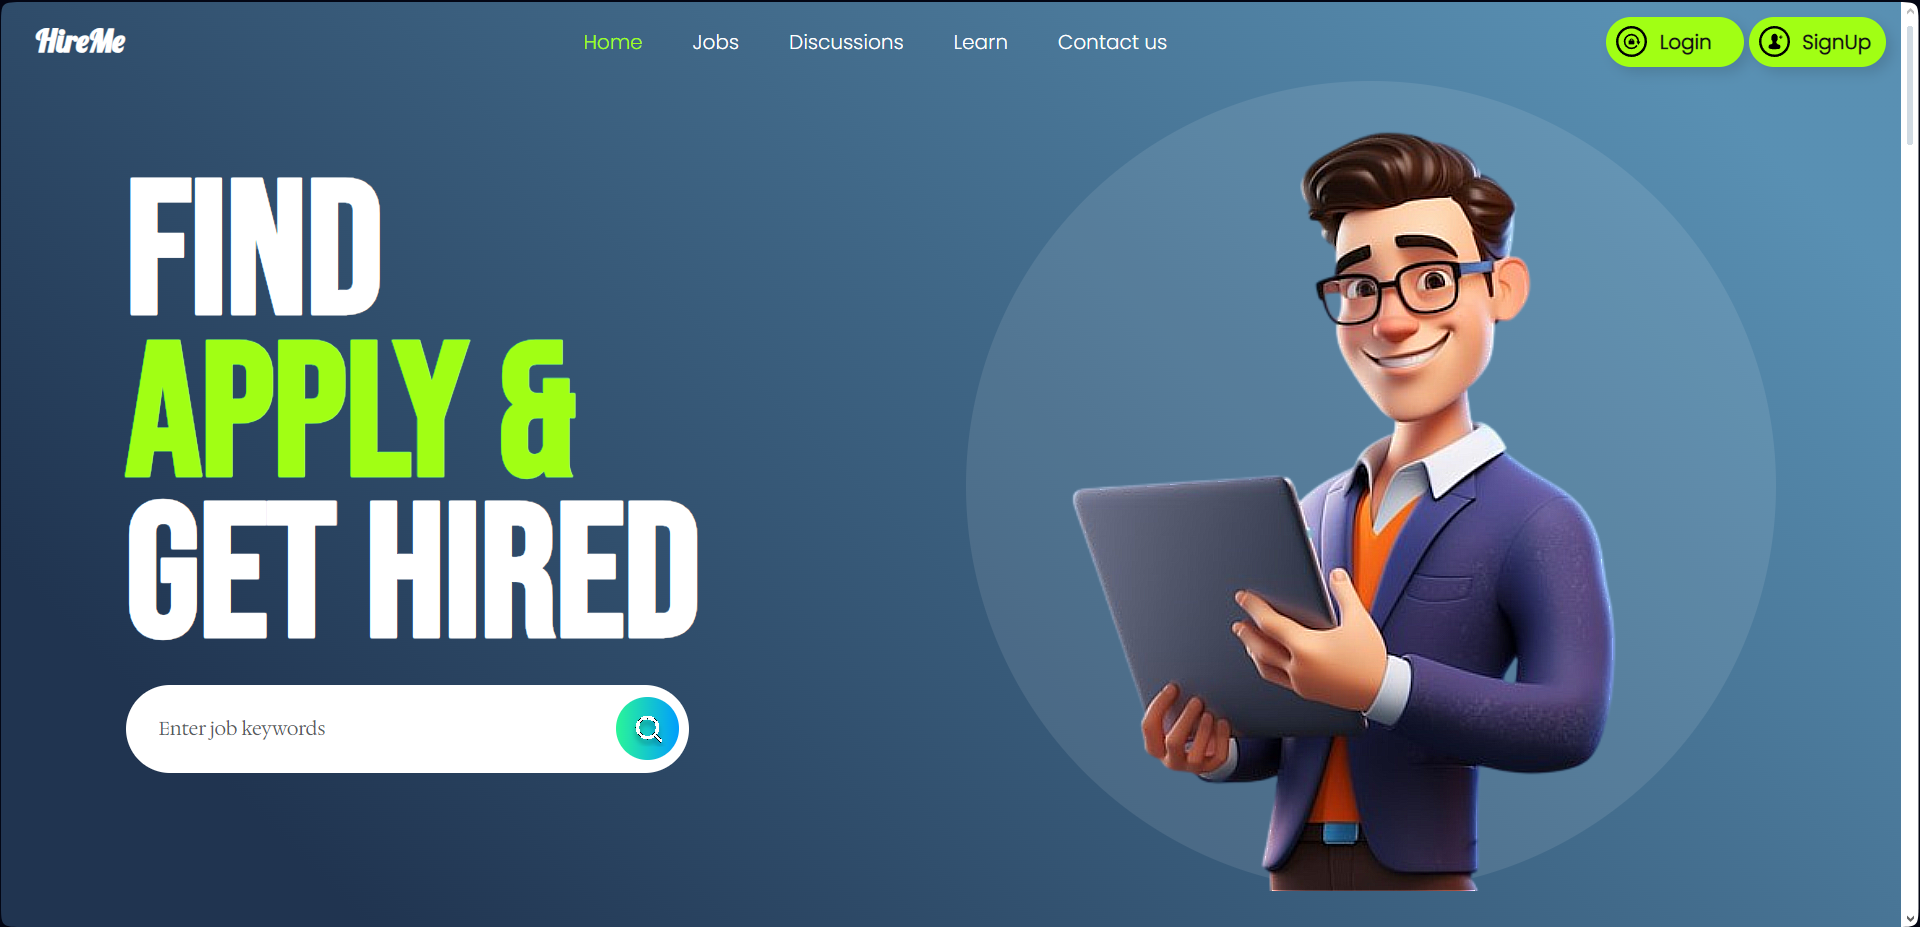 HireMe
Home Jobs Discussions Learn Contact us
Login SignUp
FIND
APPLY &
GET HIRED
Enter job keywords